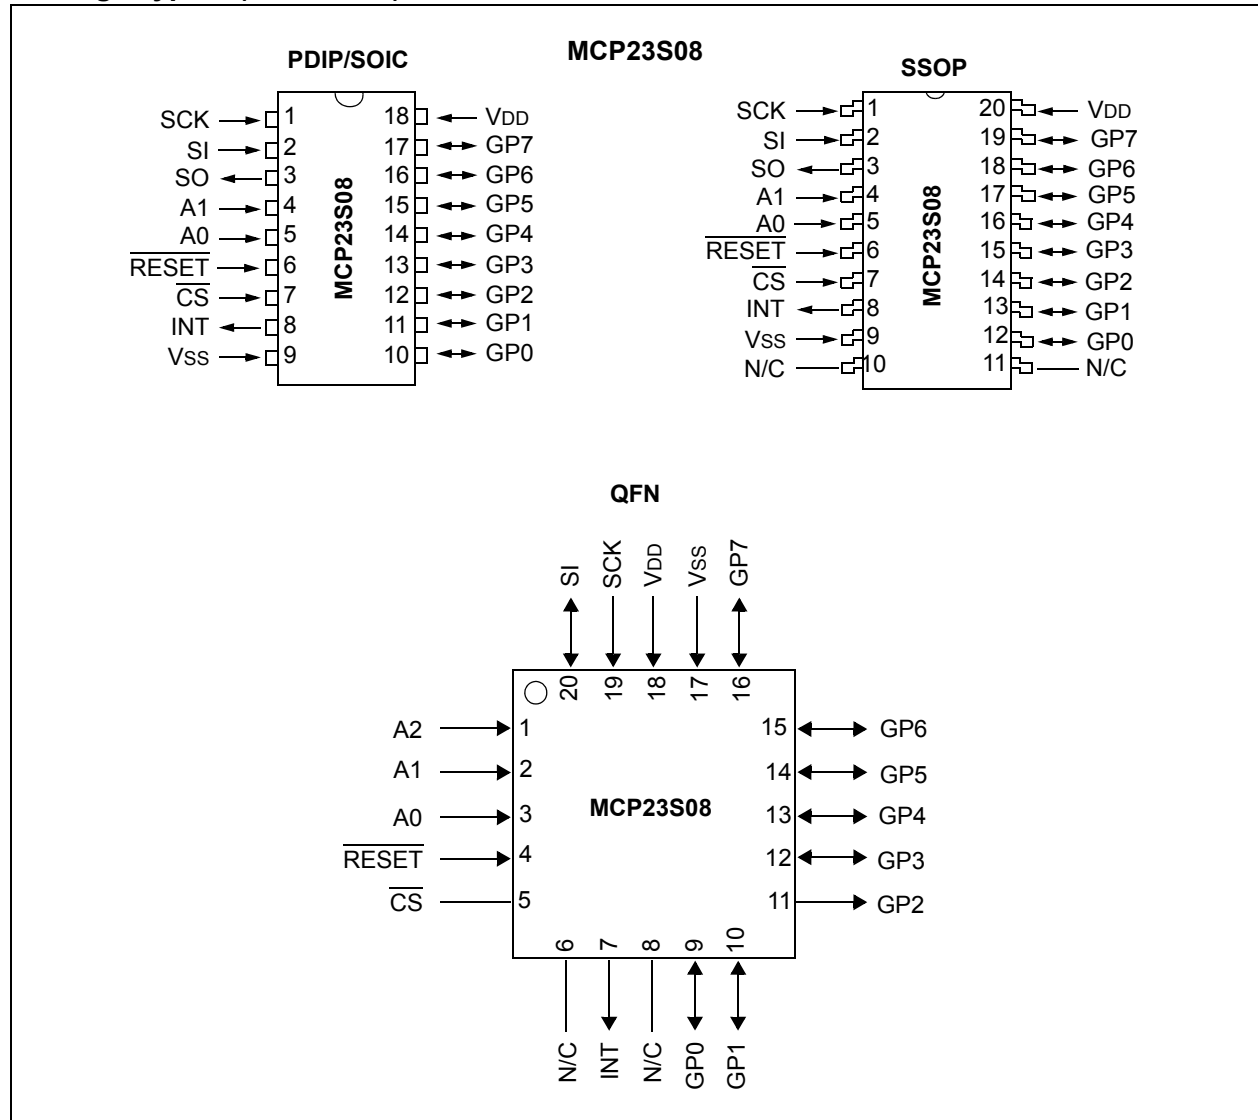 MCP23S08
PDIP/SOIC
SCK 1 18 VDD
SI 2 17 GP7
SO 3 16 GP6
A1 4 15 GP5
A0 5 14 GP4
RESET 6 13 GP3
CS 7 12 GP2
INT 8 11 GP1
VSS 9 10 GP0
MCP23S08
SSOP
SCK 1 20 VDD
SI 2 19 GP7
SO 3 18 GP6
A1 4 17 GP5
A0 5 16 GP4
RESET 6 15 GP3
CS 7 14 GP2
INT 8 13 GP1
VSS 9 12 GP0
N/C 10 11 N/C
MCP23S08
QFN
SI SCK VDD VSS GP7
20 19 18 17 16
A2 1 15 GP6
A1 2 14 GP5
A0 3 MCP23S08 13 GP4
RESET 4 12 GP3
CS 5 11 GP2
6 7 8 9 10
N/C INT N/C GP0 GP1